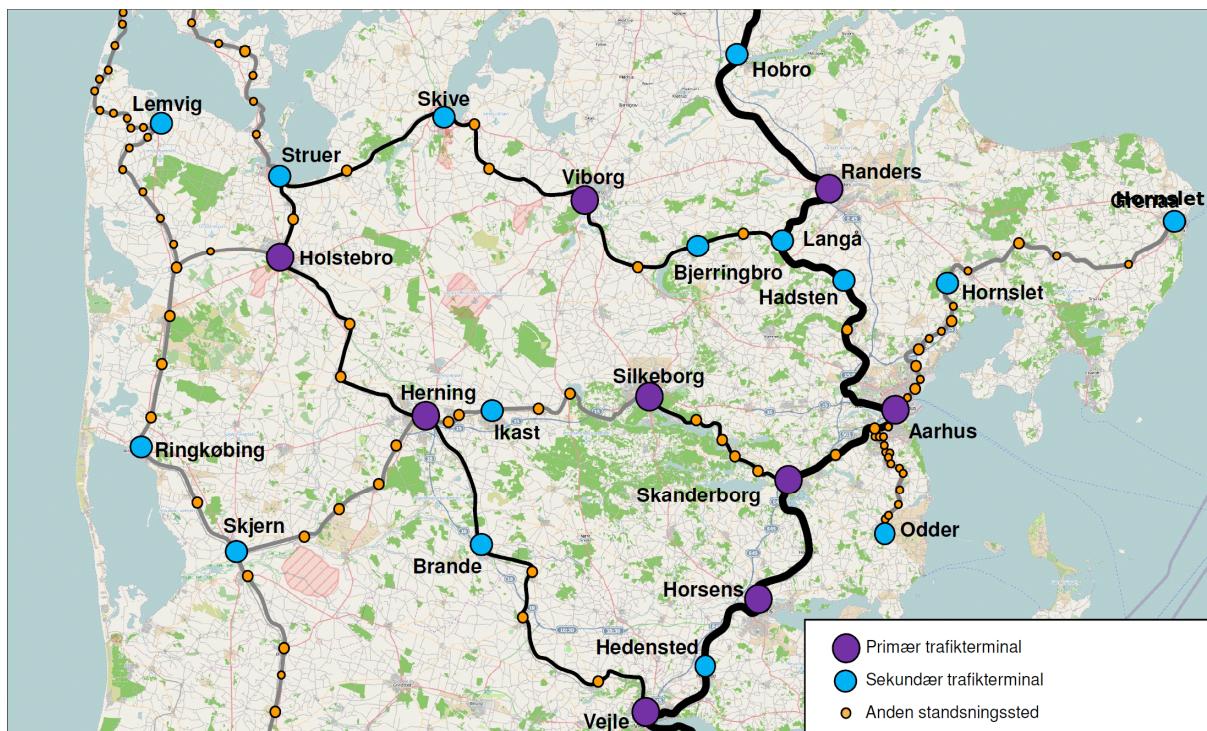 Hobro
Lemvig
Skive
Struer
Viborg
Randers
Hornslet
Grenaa
Langå
Holstebro
Bjerringbro
Hadsten
Hornslet
Silkeborg
Herning
Ikast
Aarhus
Ringkøbing
Skanderborg
Skjern
Odder
Brande
Horsens
Hedensted
Vejle
Primær trafikterminal
Sekundær trafikterminal
Anden standsningssted